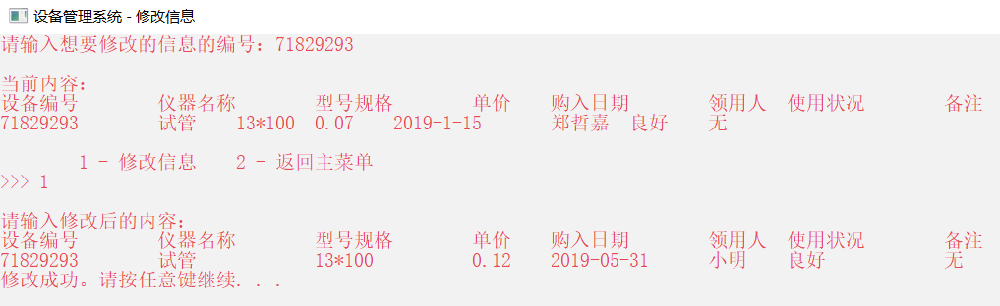 设备管理系统 - 修改信息
请输入想要修改的信息的编号：71829293
当前内容：
设备编号 仪器名称 型号规格 单价 购入日期 领用人 使用状况 备注
71829293 试管 13*100 0.07 2019-1-15 郑哲嘉 良好 无
1 - 修改信息 2 - 返回主菜单
>>> 1
请输入修改后的内容：
设备编号 仪器名称 型号规格 单价 购入日期 领用人 使用状况 备注
71829293 试管 13*100 0.12 2019-05-31 小明 良好 无
修改成功。请按任意键继续. . .